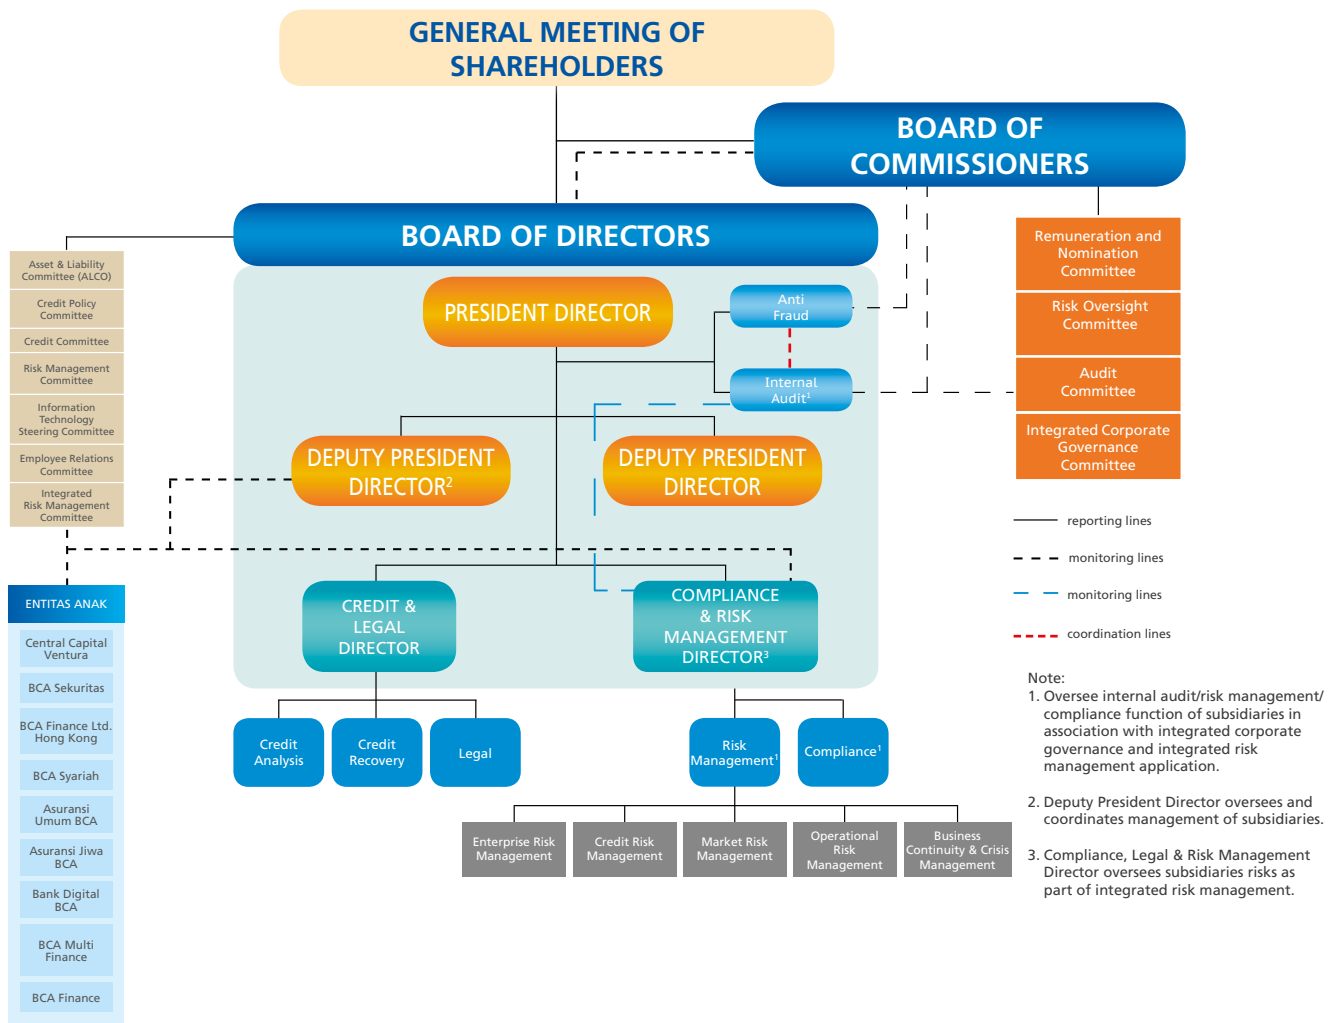 GENERAL MEETING OF
SHAREHOLDERS
BOARD OF
COMMISSIONERS
BOARD OF DIRECTORS
Remuneration and
Nomination
Committee
Risk Oversight
Committee
Audit
Committee
Integrated Corporate
Governance
Committee
Asset & Liability
Committee (ALCO)
Credit Policy
Committee
Credit Committee
Risk Management
Committee
Information
Technology
Steering Committee
Employee Relations
Committee
Integrated
Risk Management
Committee
PRESIDENT DIRECTOR
Anti
Fraud
Internal
Audit¹
DEPUTY PRESIDENT
DIRECTOR²
DEPUTY PRESIDENT
DIRECTOR
CREDIT &
LEGAL
DIRECTOR
COMPLIANCE
& RISK
MANAGEMENT
DIRECTOR³
ENTITAS ANAK
Central Capital
Ventura
BCA Sekuritas
BCA Finance Ltd.
Hong Kong
BCA Syariah
Asuransi
Umum BCA
Asuransi Jiwa
BCA
Bank Digital
BCA
BCA Multi
Finance
BCA Finance
Credit
Analysis
Credit
Recovery
Legal
Risk
Management¹
Compliance¹
Enterprise Risk
Management
Credit Risk
Management
Market Risk
Management
Operational
Risk
Management
Business
Continuity & Crisis
Management
reporting lines
monitoring lines
monitoring lines
coordination lines
Note:
1. Oversee internal audit/risk management/
compliance function of subsidiaries in
association with integrated corporate
governance and integrated risk
management application.
2. Deputy President Director oversees and
coordinates management of subsidiaries.
3. Compliance, Legal & Risk Management
Director oversees subsidiaries risks as
part of integrated risk management.